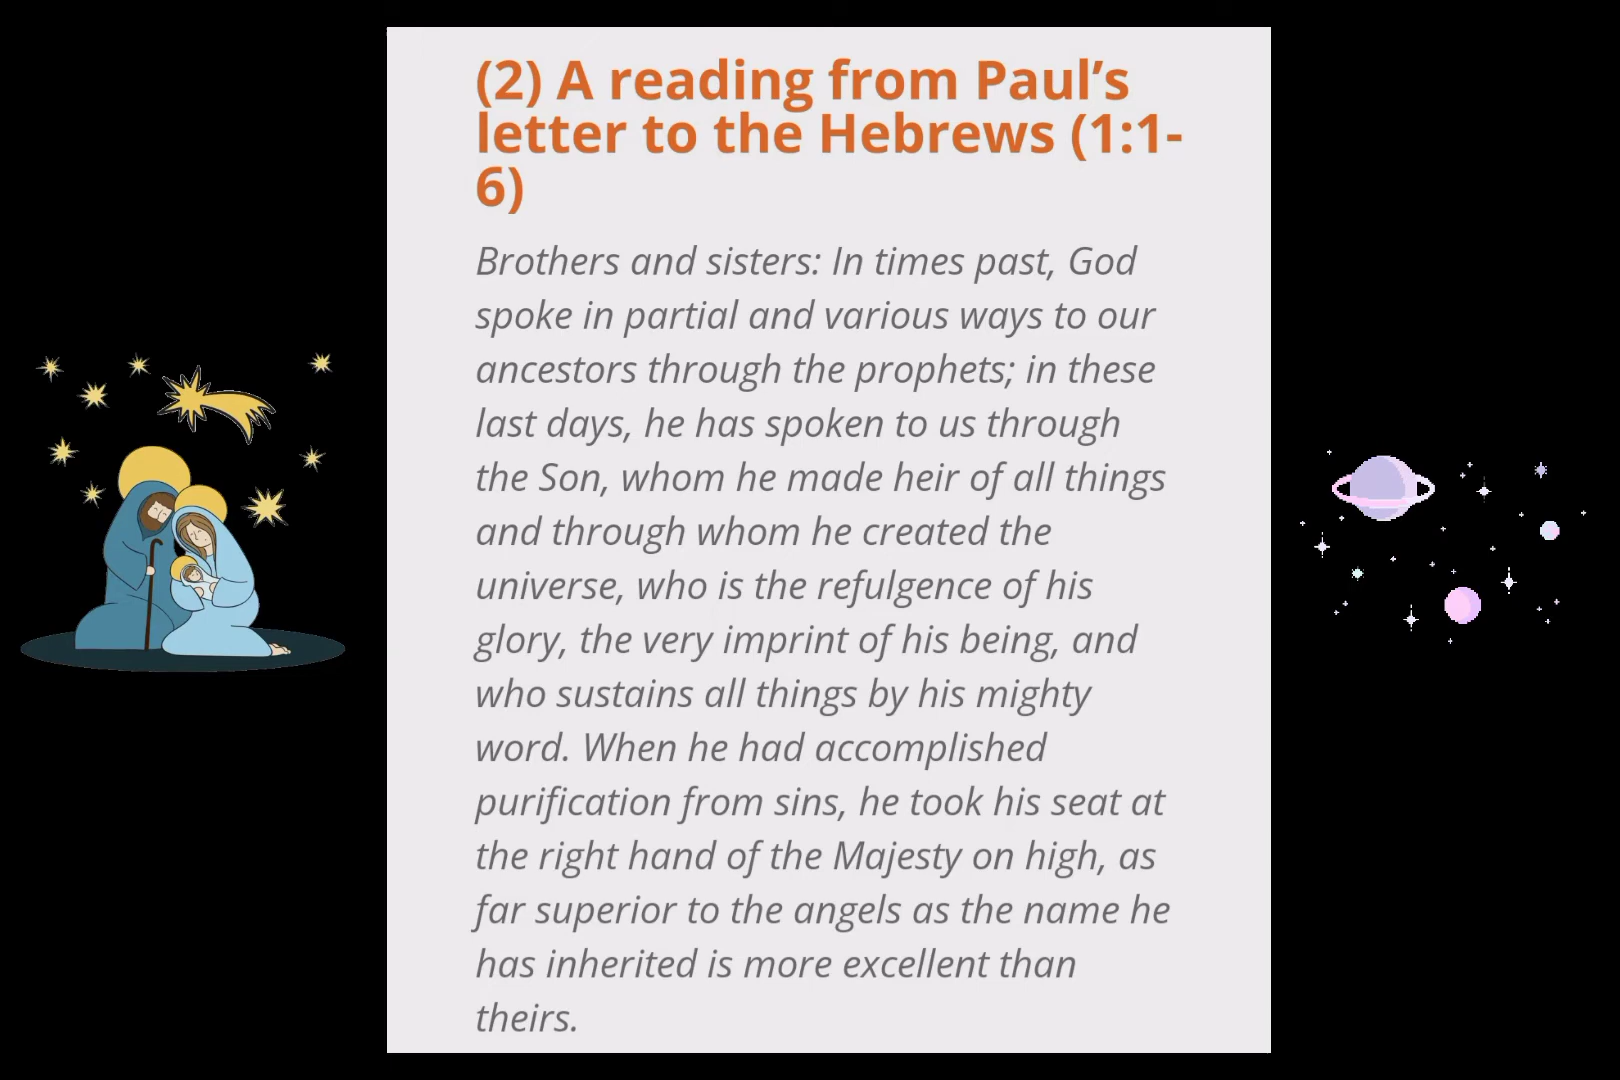 (2) A reading from Paul’s
letter to the Hebrews (1:1-
6)
Brothers and sisters: In times past, God
spoke in partial and various ways to our
ancestors through the prophets; in these
last days, he has spoken to us through
the Son, whom he made heir of all things
and through whom he created the
universe, who is the refulgence of his
glory, the very imprint of his being, and
who sustains all things by his mighty
word. When he had accomplished
purification from sins, he took his seat at
the right hand of the Majesty on high, as
far superior to the angels as the name he
has inherited is more excellent than
theirs.